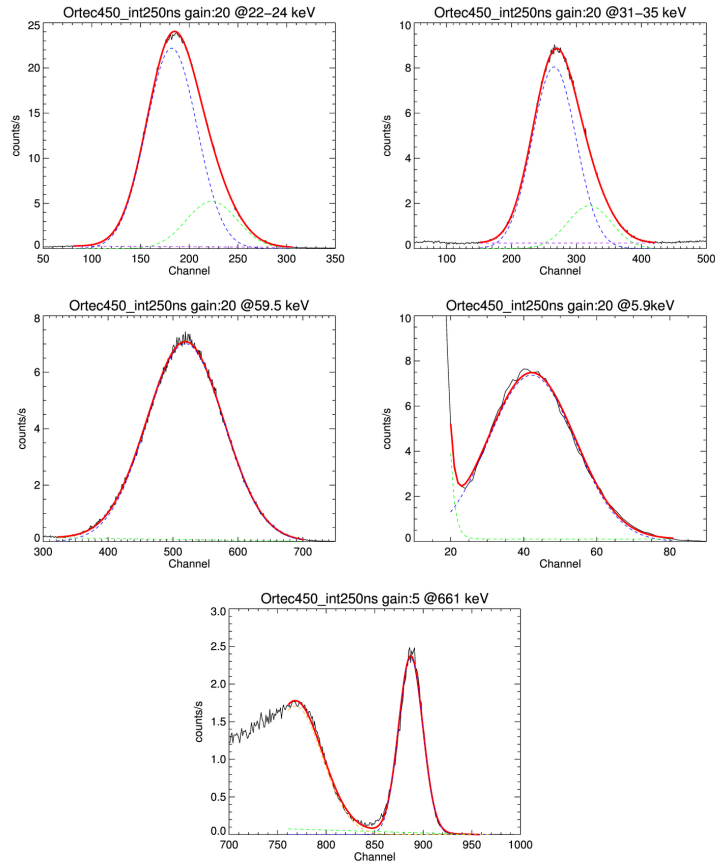 Ortec450_int250ns gain:20 @22−24 keV
25
20
15
10
5
0
counts/s
50 100 150 200 250 300 350
Channel
Ortec450_int250ns gain:20 @31−35 keV
10
8
6
4
2
0
counts/s
100 200 300 400 500
Channel
Ortec450_int250ns gain:20 @59.5 keV
8
6
4
2
0
counts/s
300 400 500 600 700
Channel
Ortec450_int250ns gain:20 @5.9keV
10
8
6
4
2
0
counts/s
20 40 60 80
Channel
Ortec450_int250ns gain:5 @661 keV
3.0
2.5
2.0
1.5
1.0
0.5
0.0
counts/s
700 750 800 850 900 950 1000
Channel